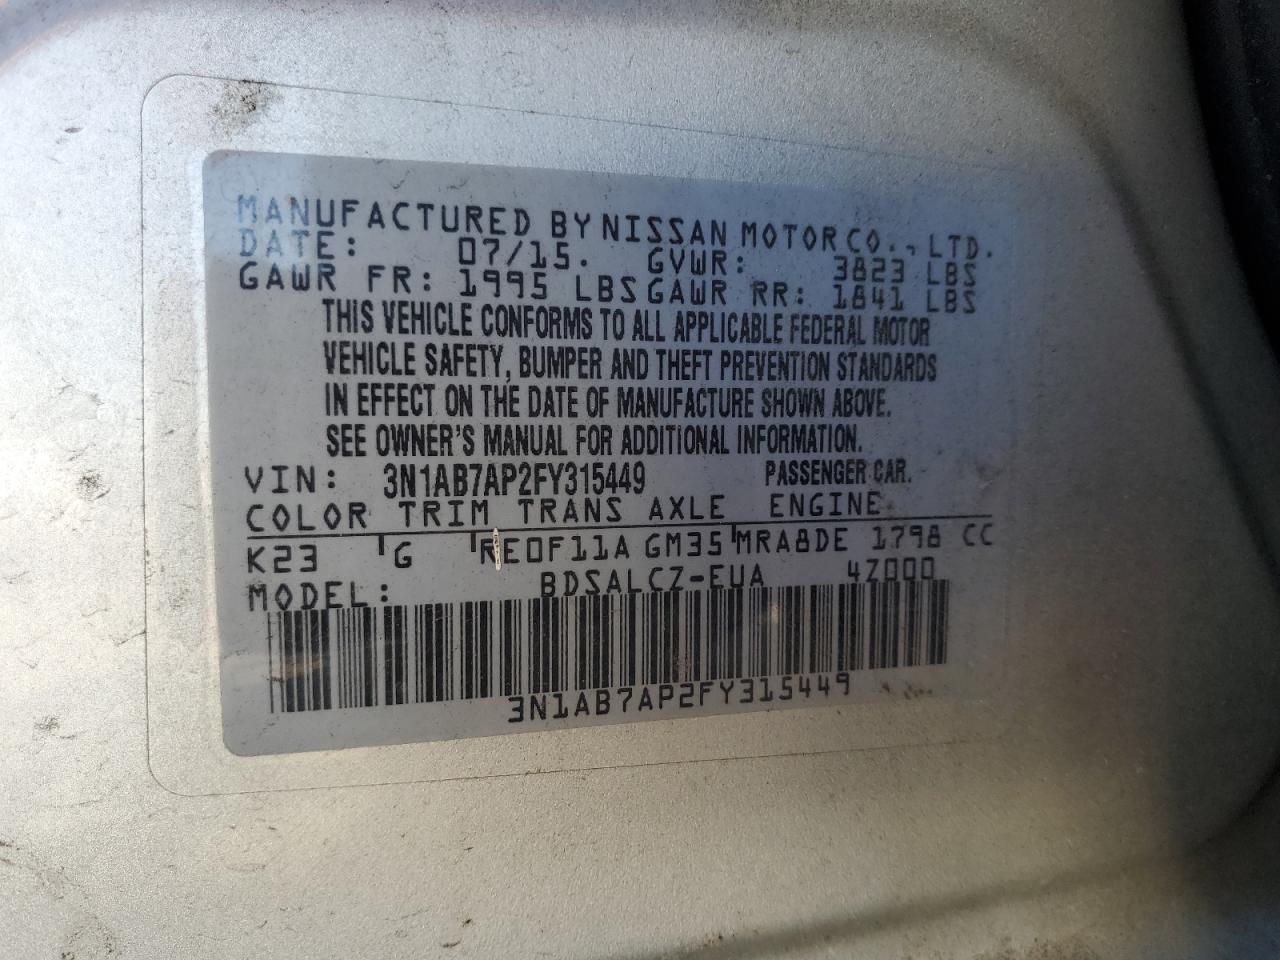 MANUFACTURED BY NISSAN MOTOR CO., LTD.
DATE: 07/15. GVWR: 3823 LBS
GAWR FR: 1995 LBS GAWR RR: 1841 LBS
THIS VEHICLE CONFORMS TO ALL APPLICABLE FEDERAL MOTOR
VEHICLE SAFETY, BUMPER AND THEFT PREVENTION STANDARDS
IN EFFECT ON THE DATE OF MANUFACTURE SHOWN ABOVE.
SEE OWNER'S MANUAL FOR ADDITIONAL INFORMATION.
VIN: 3N1AB7AP2FY315449 PASSENGER CAR.
COLOR TRIM TRANS AXLE ENGINE
K23 G RE0F11A GM35 MRA8DE 1798 CC
MODEL: BDSALCZ-EUA 4Z000
3N1AB7AP2FY315449